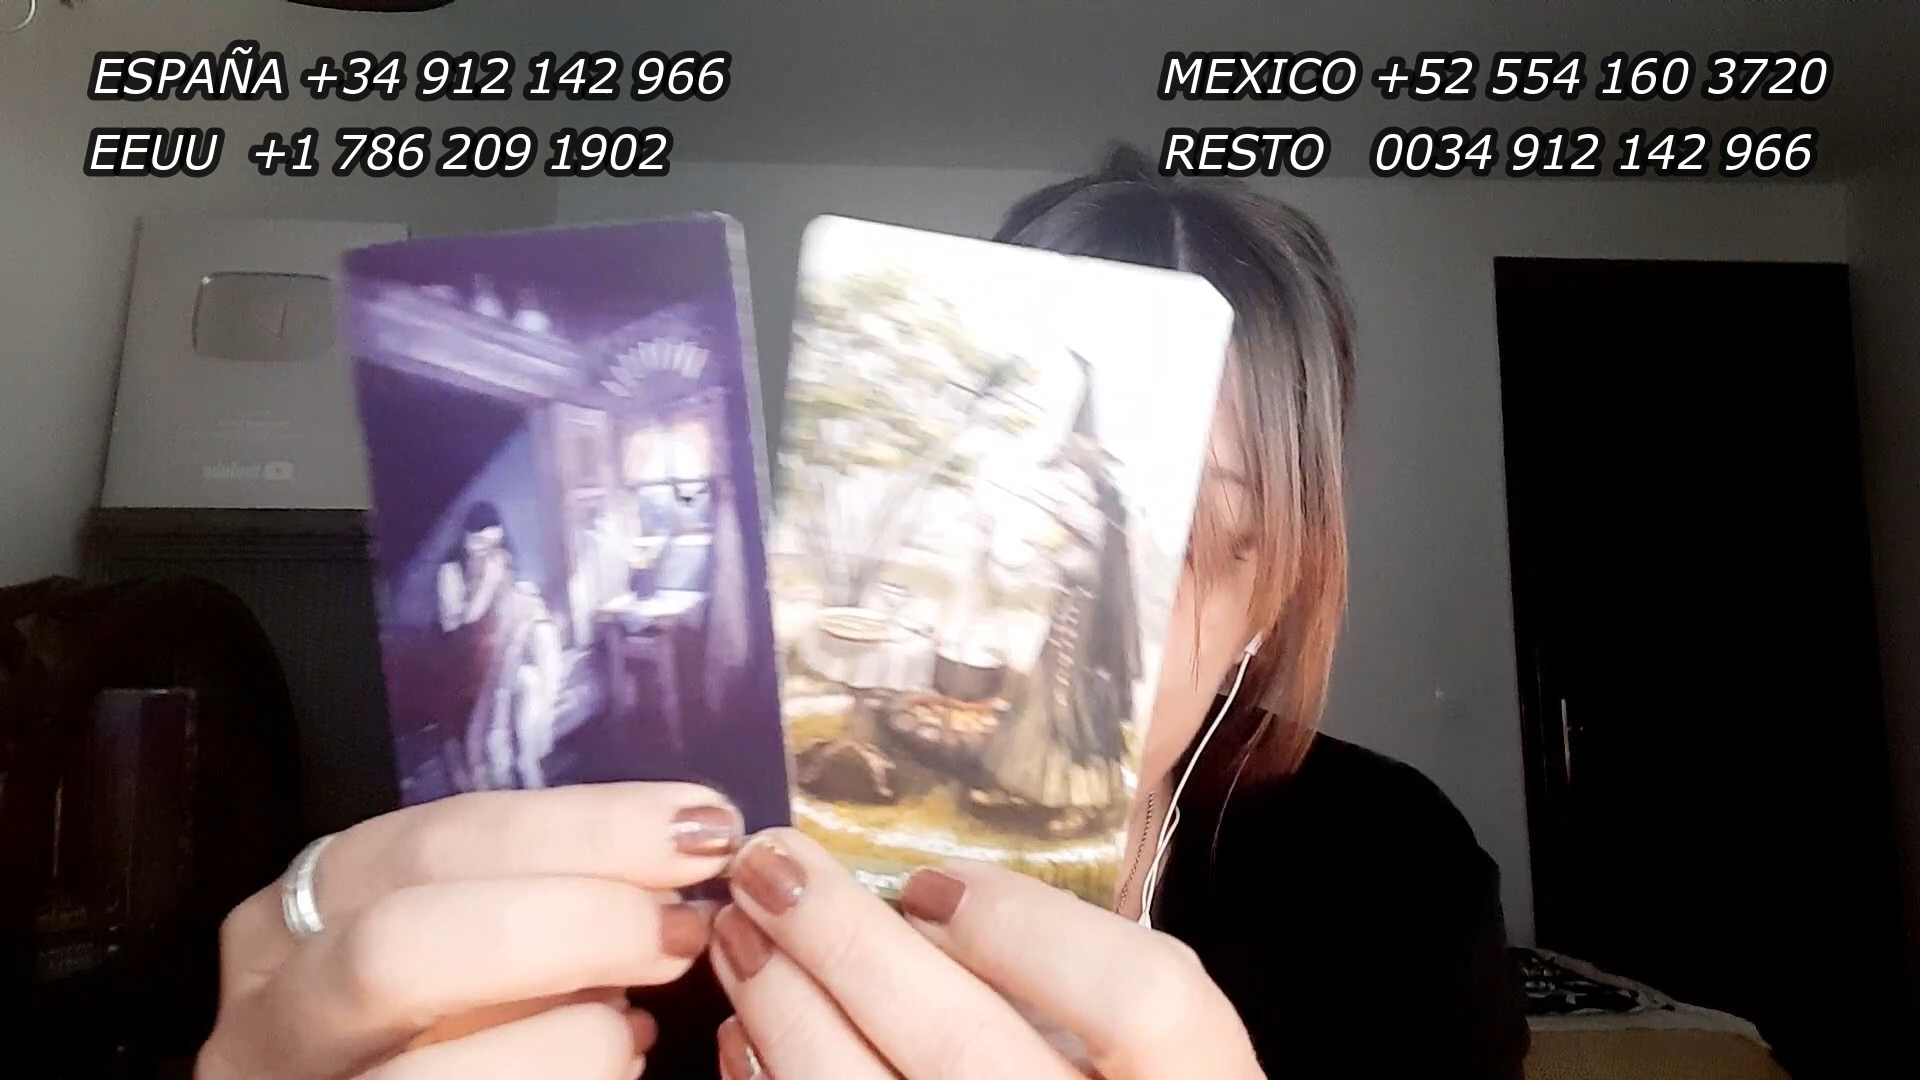 ESPAÑA +34 912 142 966
EEUU +1 786 209 1902
MEXICO +52 554 160 3720
RESTO 0034 912 142 966